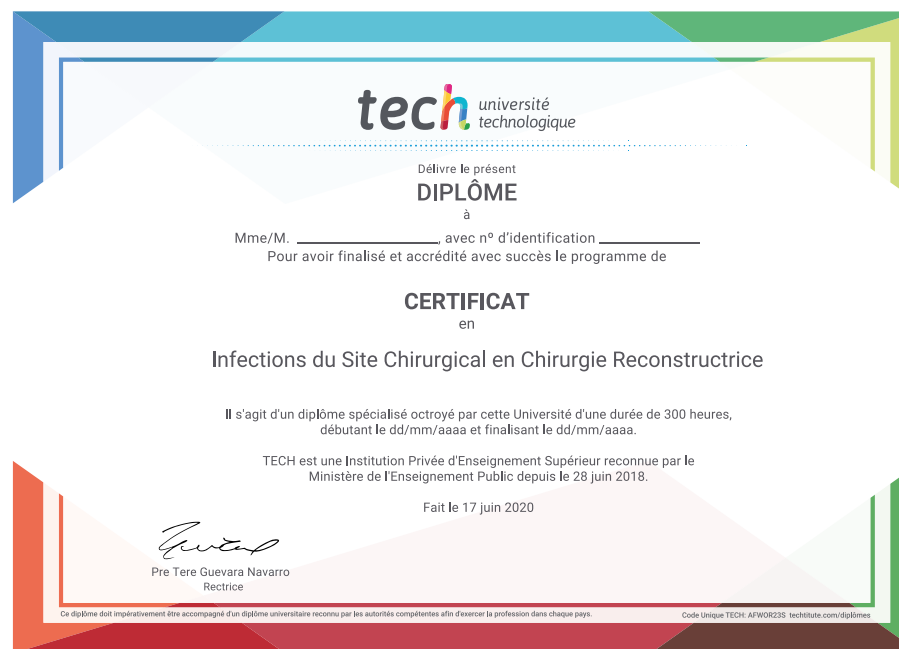 tech université
technologique
Délivre le présent
DIPLÔME
à
Mme/M. ____________________, avec nº d'identification ______________
Pour avoir finalisé et accrédité avec succès le programme de
CERTIFICAT
en
Infections du Site Chirurgical en Chirurgie Reconstructrice
Il s'agit d'un diplôme spécialisé octroyé par cette Université d'une durée de 300 heures,
débutant le dd/mm/aaaa et finalisant le dd/mm/aaaa.
TECH est une Institution Privée d'Enseignement Supérieur reconnue par le
Ministère de l'Enseignement Public depuis le 28 juin 2018.
Fait le 17 juin 2020
Pre Tere Guevara Navarro
Rectrice
Ce diplôme doit impérativement être accompagné d'un diplôme universitaire reconnu par les autorités compétentes afin d'exercer la profession dans chaque pays.
Code Unique TECH: AFWOR23S techtitute.com/diplômes